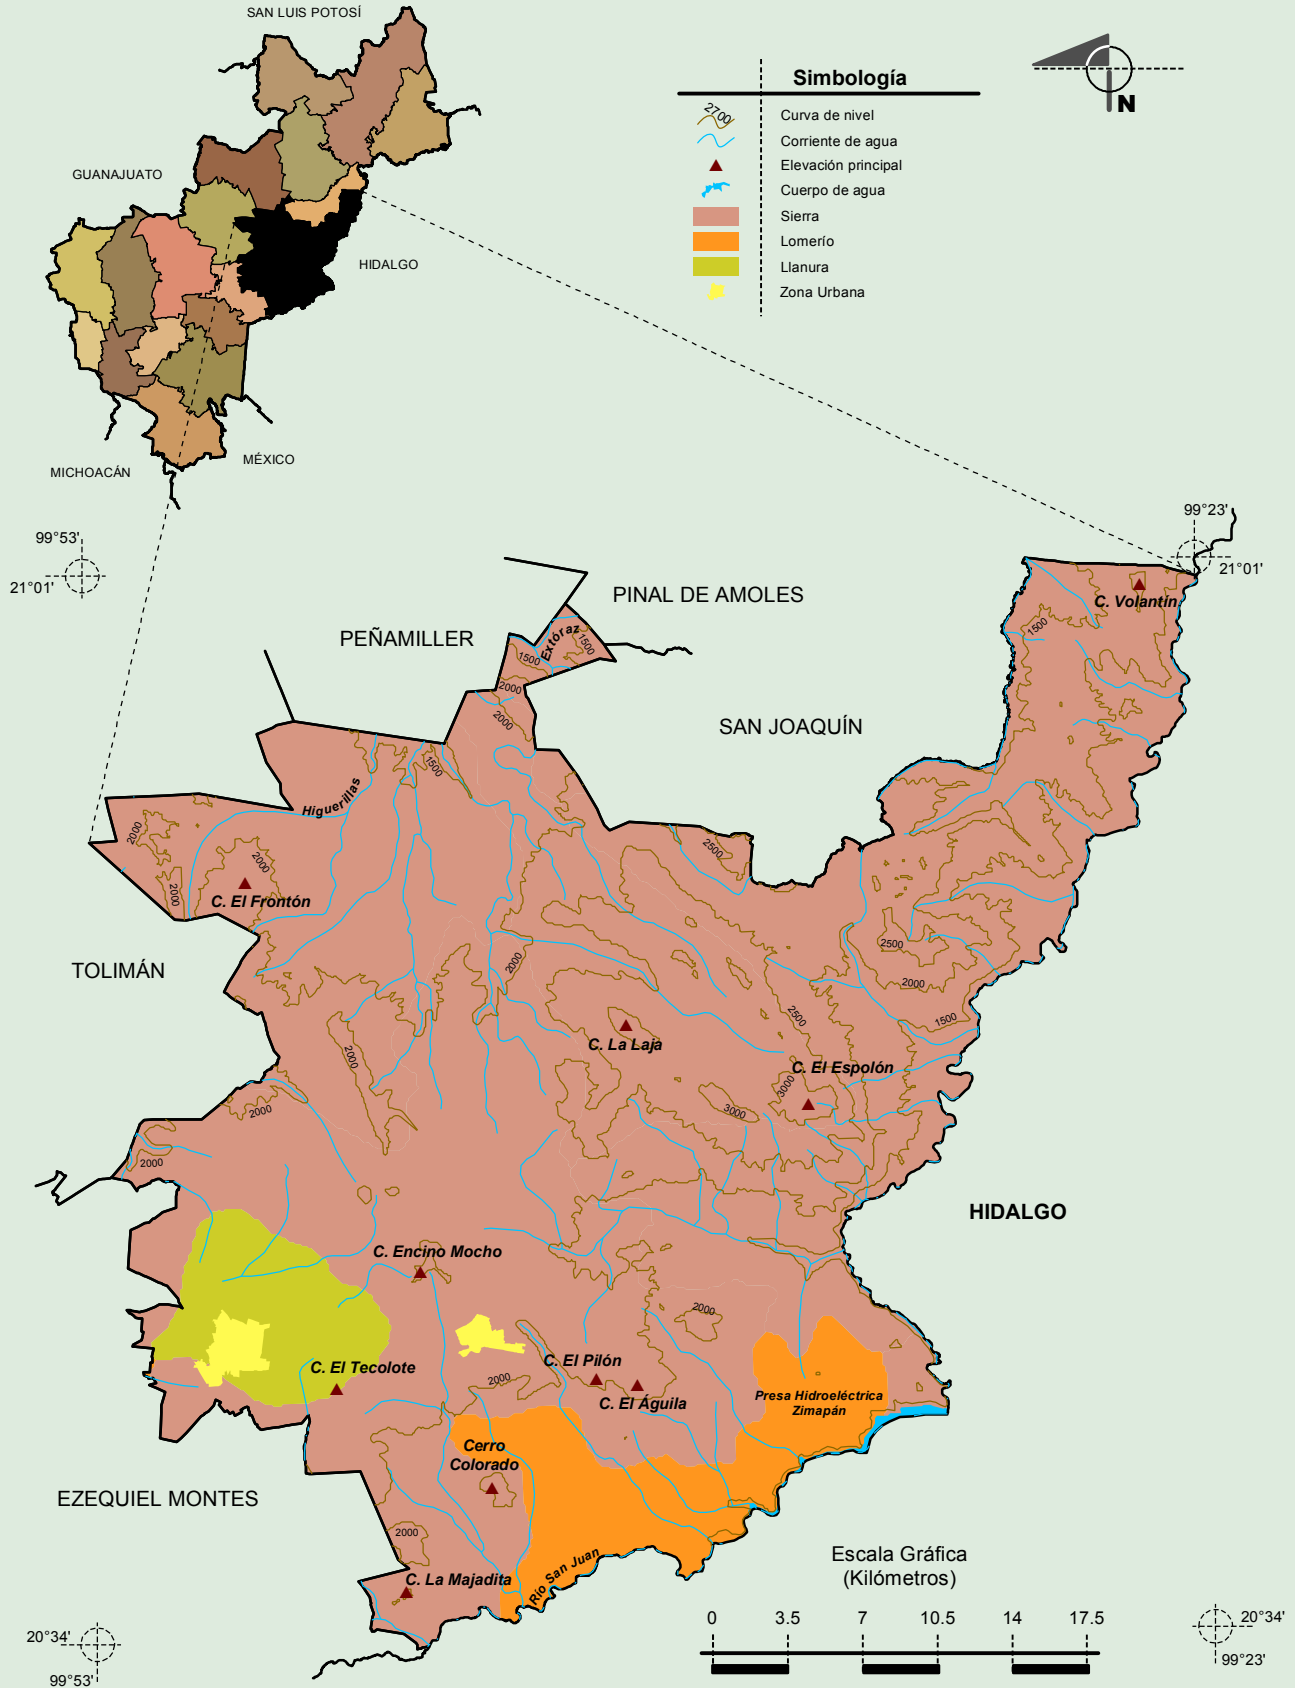 SAN LUIS POTOSÍ
GUANAJUATO
HIDALGO
MICHOACÁN
MÉXICO
Simbología
2700
Curva de nivel
Corriente de agua
Elevación principal
Cuerpo de agua
Sierra
Lomerío
Llanura
Zona Urbana
N
99°53'
21°01'
99°23'
21°01'
PINAL DE AMOLES
PEÑAMILLER
SAN JOAQUÍN
TOLIMÁN
HIDALGO
EZEQUIEL MONTES
C. Volantín
1500
Extóraz
1500
1500
2000
2000
1500
Higuerillas
2000
2000
2000
C. El Frontón
2500
2500
2000
1500
2000
2500
C. La Laja
C. El Espolón
3000
3000
2000
2000
2000
C. Encino Mocho
2000
C. El Tecolote
C. El Pilón
C. El Águila
2000
Presa Hidroeléctrica
Zimapán
Cerro
Colorado
2000
C. La Majadita
Río San Juan
Escala Gráfica
(Kilómetros)
0 3.5 7 10.5 14 17.5
20°34'
99°53'
20°34'
99°23'